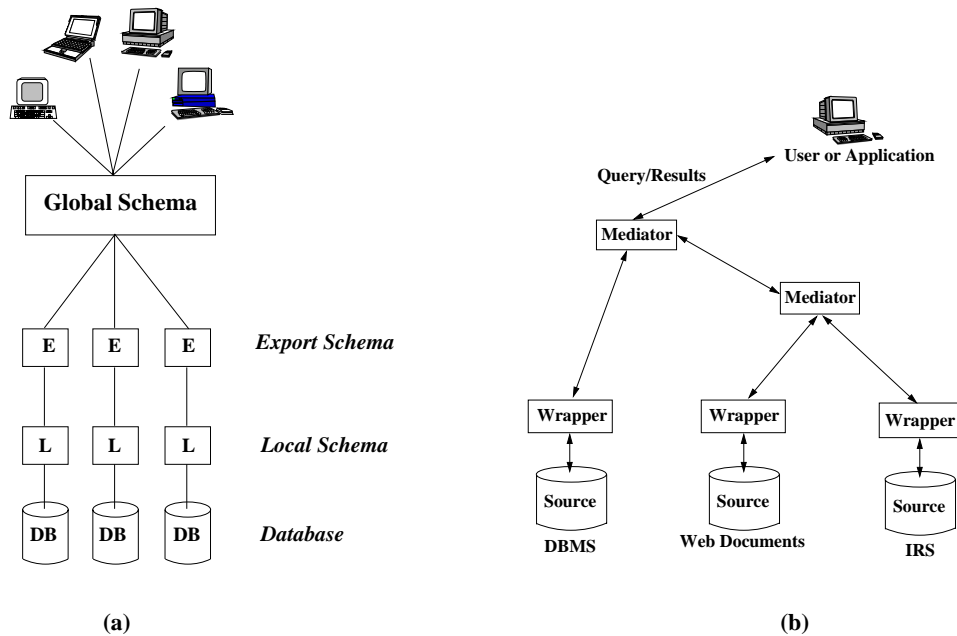 Global Schema
E E E Export Schema
L L L Local Schema
DB DB DB Database
(a)
User or Application
Query/Results
Mediator
Mediator
Wrapper Wrapper Wrapper
Source Source Source
DBMS Web Documents IRS
(b)